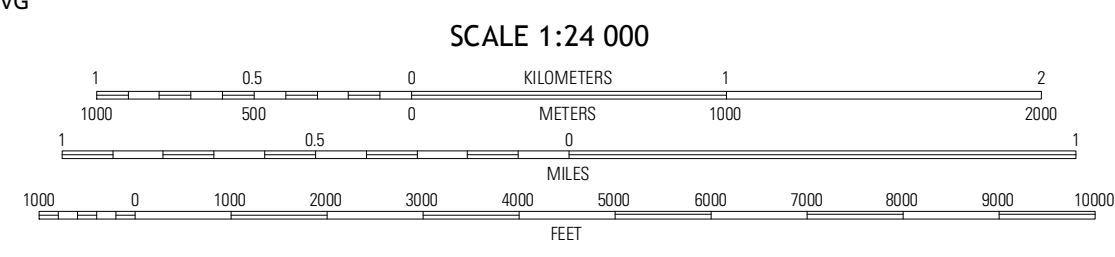 VG
SCALE 1:24 000
1 0.5 0 KILOMETERS 1 2
1000 500 0 METERS 1000 2000
1 0.5 0 1
MILES
1000 0 1000 2000 3000 4000 5000 6000 7000 8000 9000 10000
FEET